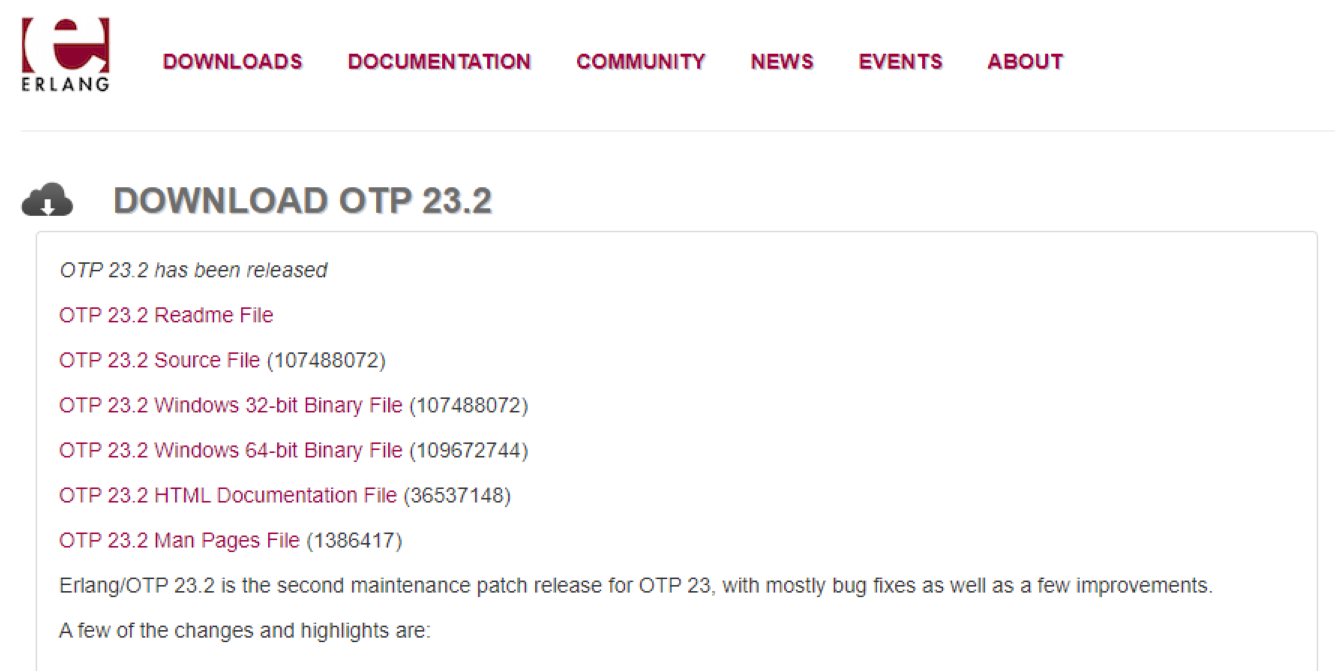 ERLANG
DOWNLOADS DOCUMENTATION COMMUNITY NEWS EVENTS ABOUT
DOWNLOAD OTP 23.2
OTP 23.2 has been released
OTP 23.2 Readme File
OTP 23.2 Source File (107488072)
OTP 23.2 Windows 32-bit Binary File (107488072)
OTP 23.2 Windows 64-bit Binary File (109672744)
OTP 23.2 HTML Documentation File (36537148)
OTP 23.2 Man Pages File (1386417)
Erlang/OTP 23.2 is the second maintenance patch release for OTP 23, with mostly bug fixes as well as a few improvements.
A few of the changes and highlights are: